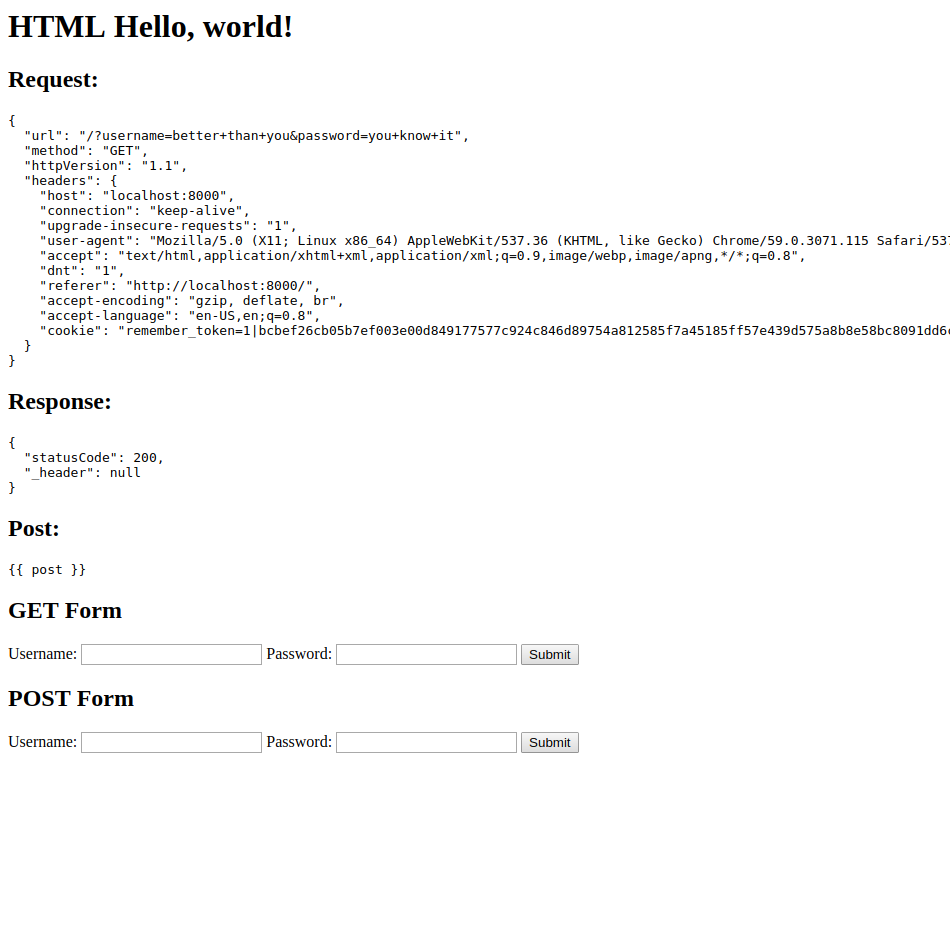 HTML Hello, world!
Request:
{
  "url": "/?username=better+than+you&password=you+know+it",
  "method": "GET",
  "httpVersion": "1.1",
  "headers": {
    "host": "localhost:8000",
    "connection": "keep-alive",
    "upgrade-insecure-requests": "1",
    "user-agent": "Mozilla/5.0 (X11; Linux x86_64) AppleWebKit/537.36 (KHTML, like Gecko) Chrome/59.0.3071.115 Safari/537
    "accept": "text/html,application/xhtml+xml,application/xml;q=0.9,image/webp,image/apng,*/*;q=0.8",
    "dnt": "1",
    "referer": "http://localhost:8000/",
    "accept-encoding": "gzip, deflate, br",
    "accept-language": "en-US,en;q=0.8",
    "cookie": "remember_token=1|bcbef26cb05b7ef003e00d849177577c924c846d89754a812585f7a45185ff57e439d575a8b8e58bc8091dd6c
  }
}
Response:
{
  "statusCode": 200,
  "_header": null
}
Post:
{{ post }}
GET Form
Username: Password: Submit
POST Form
Username: Password: Submit